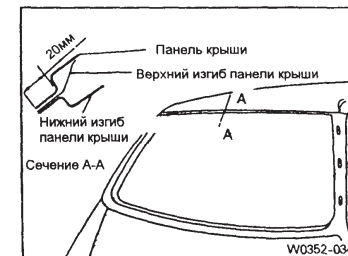 20мм
Панель крыши
Верхний изгиб панели крыши
А
Нижний изгиб
панели крыши
А
Сечение А-А
W0352-03